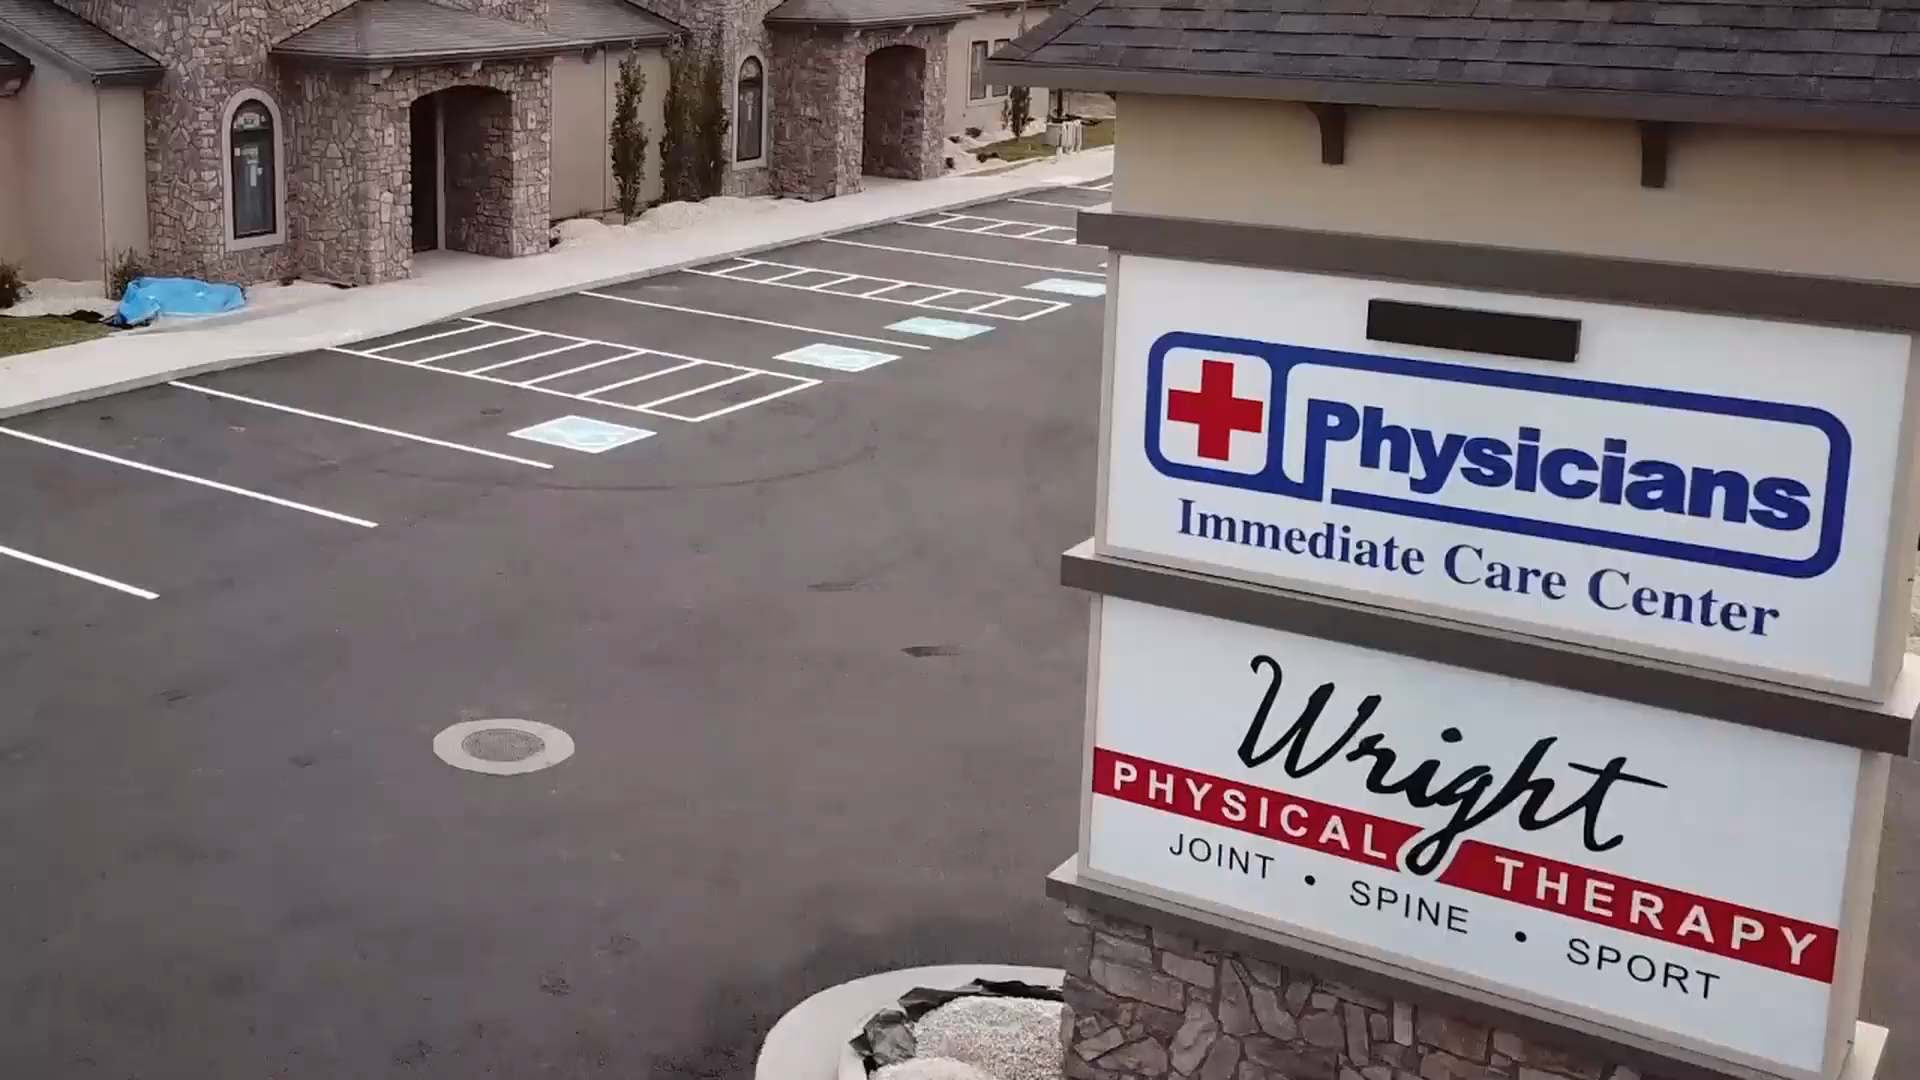 Physicians
Immediate Care Center
Wright
PHYSICAL THERAPY
JOINT • SPINE • SPORT